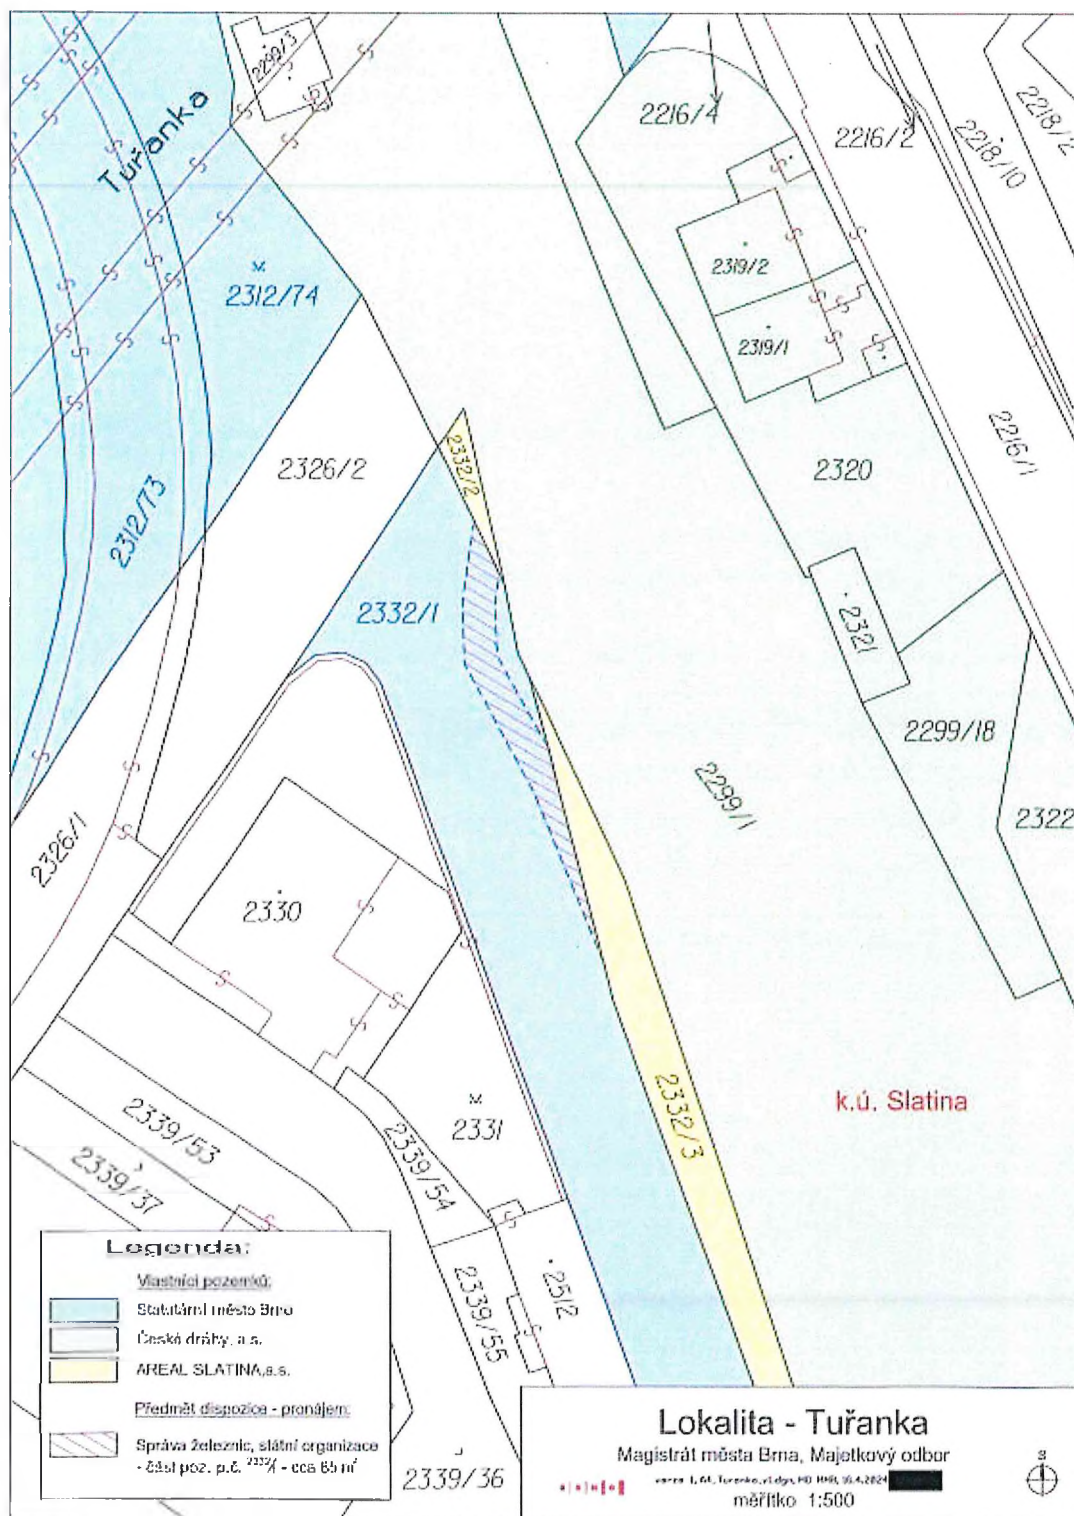 2299/3
Tuřanka
2216/4
2216/2
2218/10
2218/2
2312/74
2319/2
2319/1
2326/2
2332/2
2320
2216/1
2312/73
2332/1
2321
2299/18
2299/1
2322
2326/1
2330
k.ú. Slatina
2332/3
2331
2339/53
2339/54
2339/37
2512
2339/55
2339/36
Legenda:
Vlastníci pozemků:
Statutární město Brno
České dráhy, a.s.
AREAL SLATINA,a.s.
Předmět dispozice - pronájem:
Správa železnic, státní organizace
- část poz. p.č. 2332/1 - cca 65 m²
Lokalita - Tuřanka
Magistrát města Brna, Majetkový odbor
měřítko 1:500
S